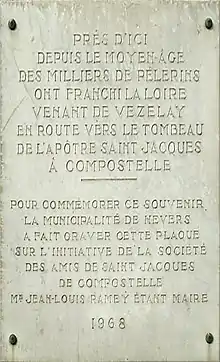 PRÈS D'ICI
DEPUIS LE MOYEN-ÂGE
DES MILLIERS DE PÈLERINS
ONT FRANCHI LA LOIRE
VENANT DE VEZELAY
EN ROUTE VERS LE TOMBEAU
DE L'APÔTRE SAINT JACQUES
À COMPOSTELLE
POUR COMMÉMORER CE SOUVENIR
LA MUNICIPALITÉ DE NEVERS
A FAIT GRAVER CETTE PLAQUE
SUR L'INITIATIVE DE LA SOCIÉTÉ
DES AMIS DE SAINT JACQUES
DE COMPOSTELLE
MR JEAN-LOUIS RAMEY ÉTANT MAIRE
1968